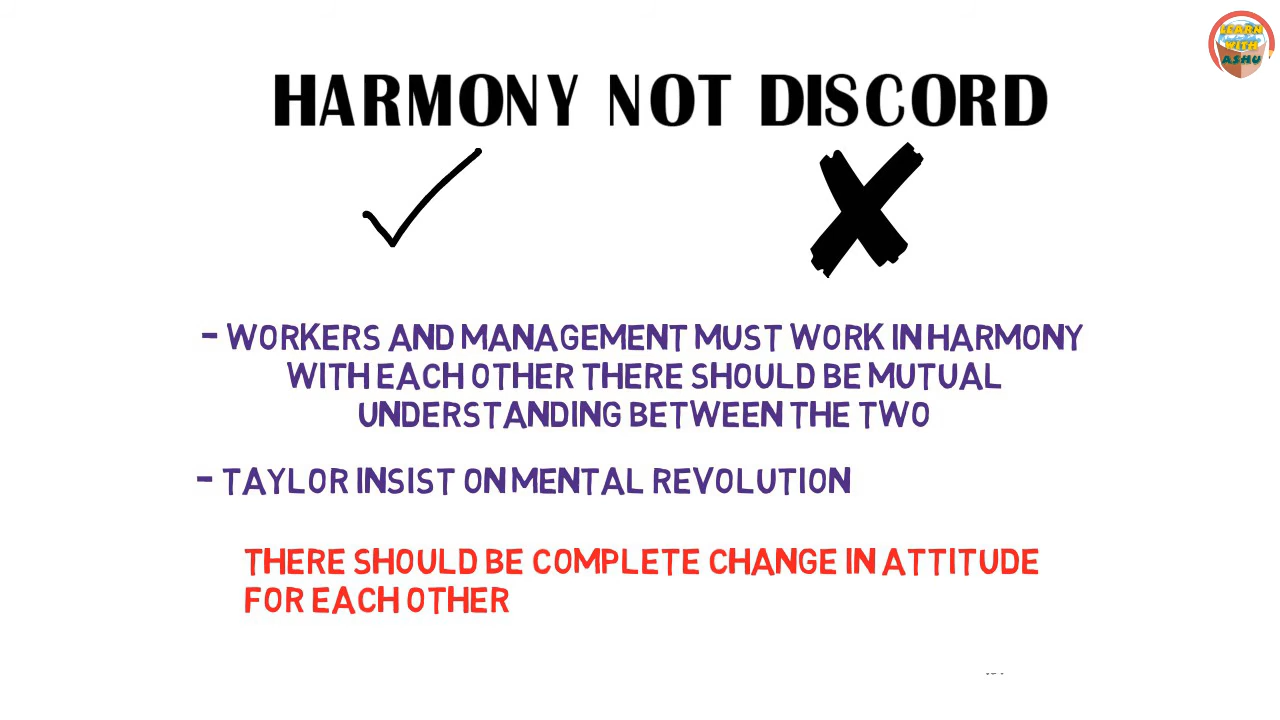 LEARN
WITH
ASHU
HARMONY NOT DISCORD
- WORKERS AND MANAGEMENT MUST WORK IN HARMONY
WITH EACH OTHER THERE SHOULD BE MUTUAL
UNDERSTANDING BETWEEN THE TWO
- TAYLOR INSIST ON MENTAL REVOLUTION
THERE SHOULD BE COMPLETE CHANGE IN ATTITUDE
FOR EACH OTHER